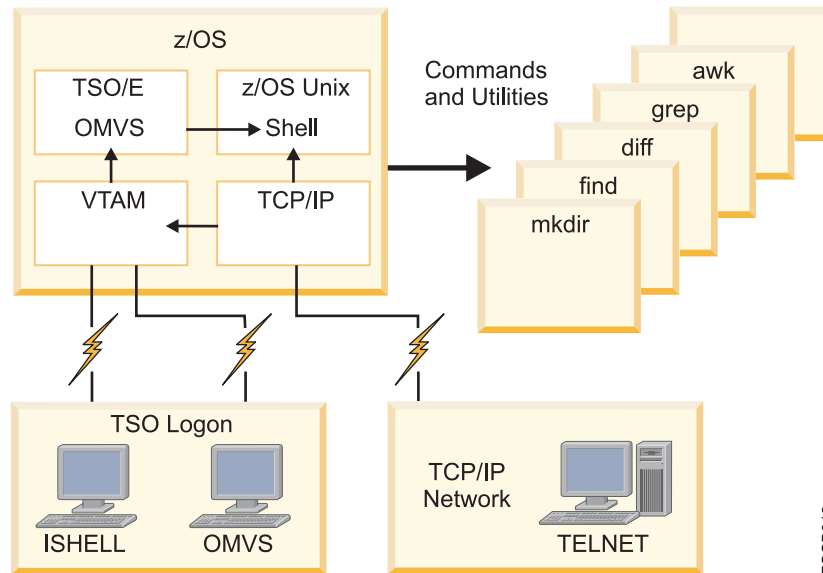 z/OS
TSO/E
OMVS
z/OS Unix
Shell
VTAM
TCP/IP
Commands
and Utilities
awk
grep
diff
find
mkdir
TSO Logon
ISHELL
OMVS
TCP/IP
Network
TELNET